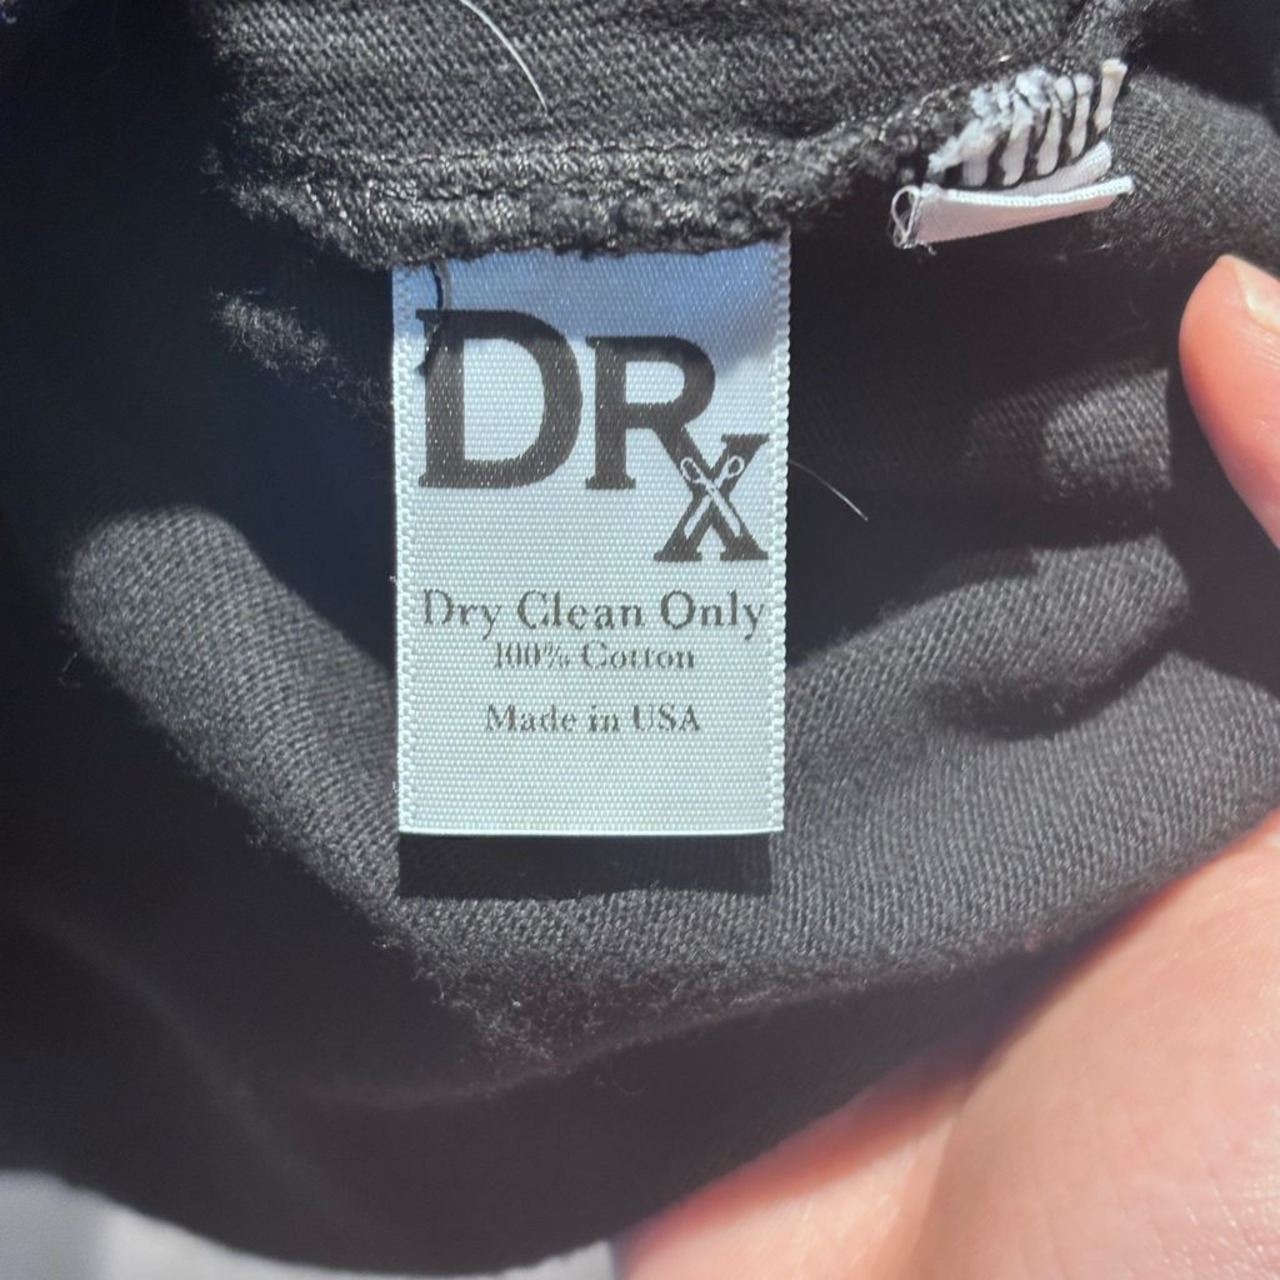 DRx
Dry Clean Only
100% Cotton
Made in USA